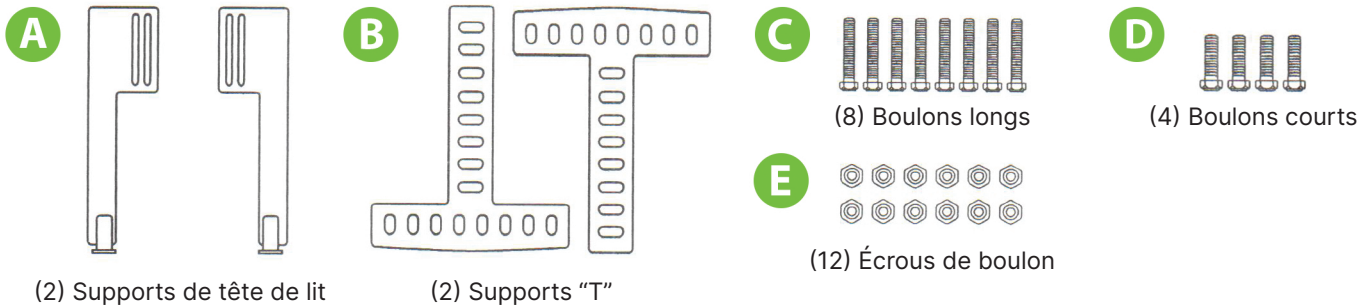 A
(2) Supports de tête de lit
B
(2) Supports “T”
C
(8) Boulons longs
D
(4) Boulons courts
E
(12) Écrous de boulon